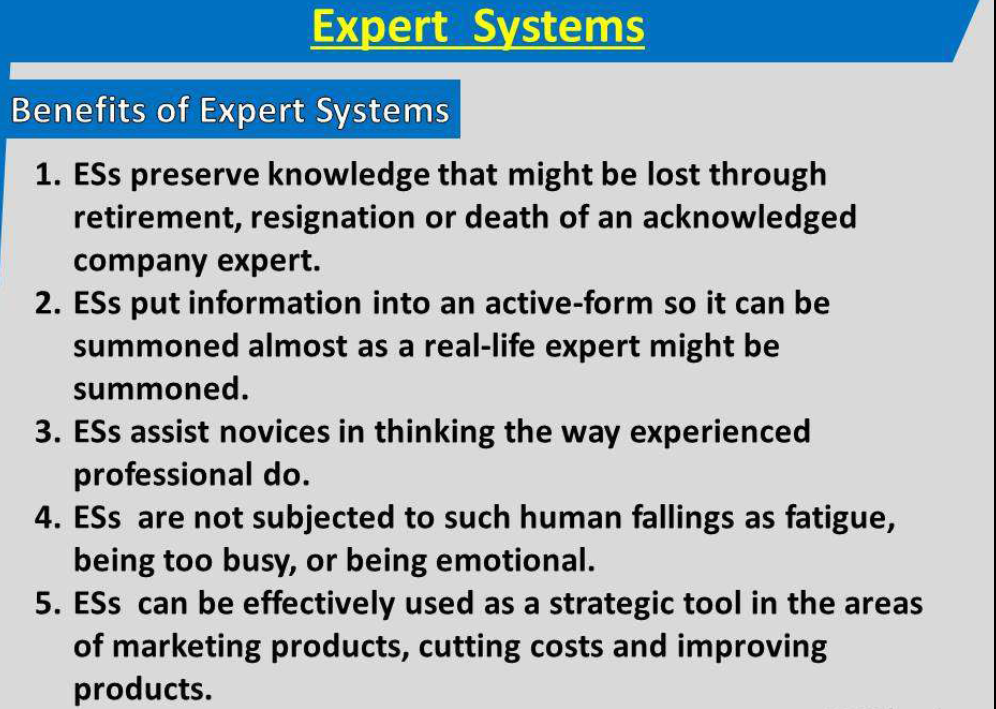 Expert Systems
Benefits of Expert Systems
1. ESs preserve knowledge that might be lost through
retirement, resignation or death of an acknowledged
company expert.
2. ESs put information into an active-form so it can be
summoned almost as a real-life expert might be
summoned.
3. ESs assist novices in thinking the way experienced
professional do.
4. ESs are not subjected to such human fallings as fatigue,
being too busy, or being emotional.
5. ESs can be effectively used as a strategic tool in the areas
of marketing products, cutting costs and improving
products.